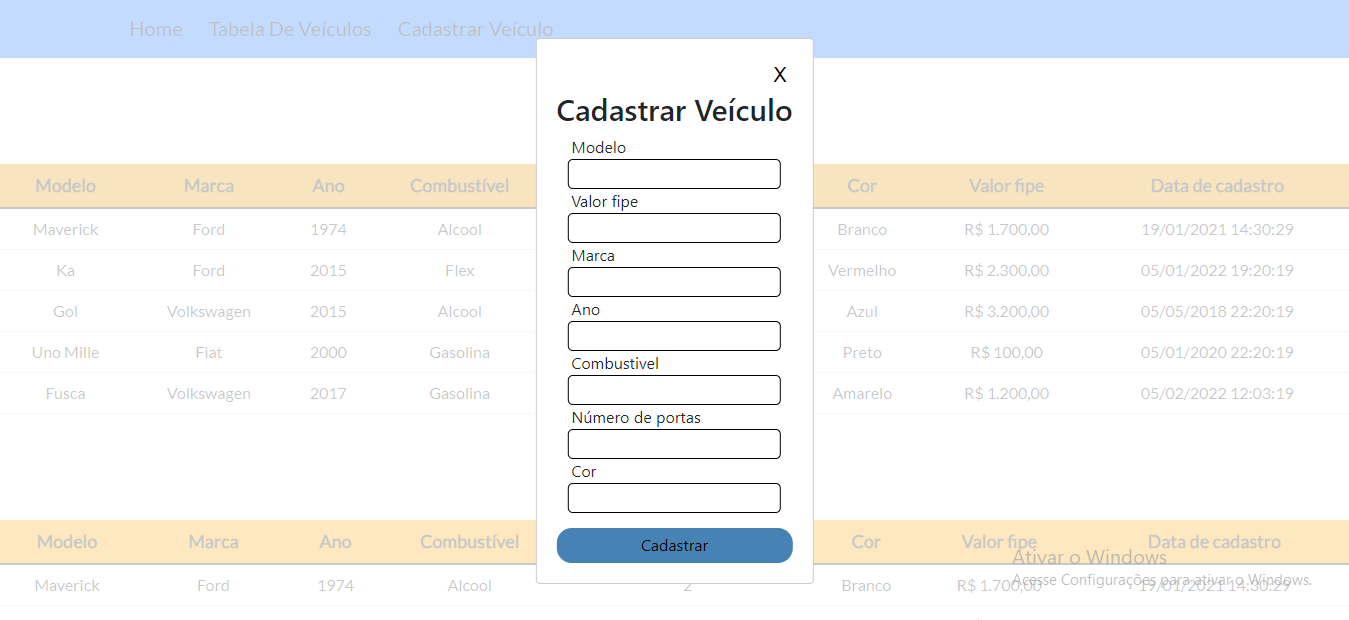 Home Tabela De Veículos Cadastrar Veículo
X
Cadastrar Veículo
Modelo
Valor fipe
Marca
Ano
Combustivel
Número de portas
Cor
Cadastrar
Modelo Marca Ano Combustível Cor Valor fipe Data de cadastro
Maverick Ford 1974 Alcool Branco R$ 1.700,00 19/01/2021 14:30:29
Ka Ford 2015 Flex Vermelho R$ 2.300,00 05/01/2022 19:20:19
Gol Volkswagen 2015 Alcool Azul R$ 3.200,00 05/05/2018 22:20:19
Uno Mille Fiat 2000 Gasolina Preto R$ 100,00 05/01/2020 22:20:19
Fusca Volkswagen 2017 Gasolina Amarelo R$ 1.200,00 05/02/2022 12:03:19
Modelo Marca Ano Combustível Cor Valor fipe Data de cadastro
Maverick Ford 1974 Alcool 2 Branco R$ 1.700,00 19/01/2021 14:30:29
Ativar o Windows
Acesse Configurações para ativar o Windows.